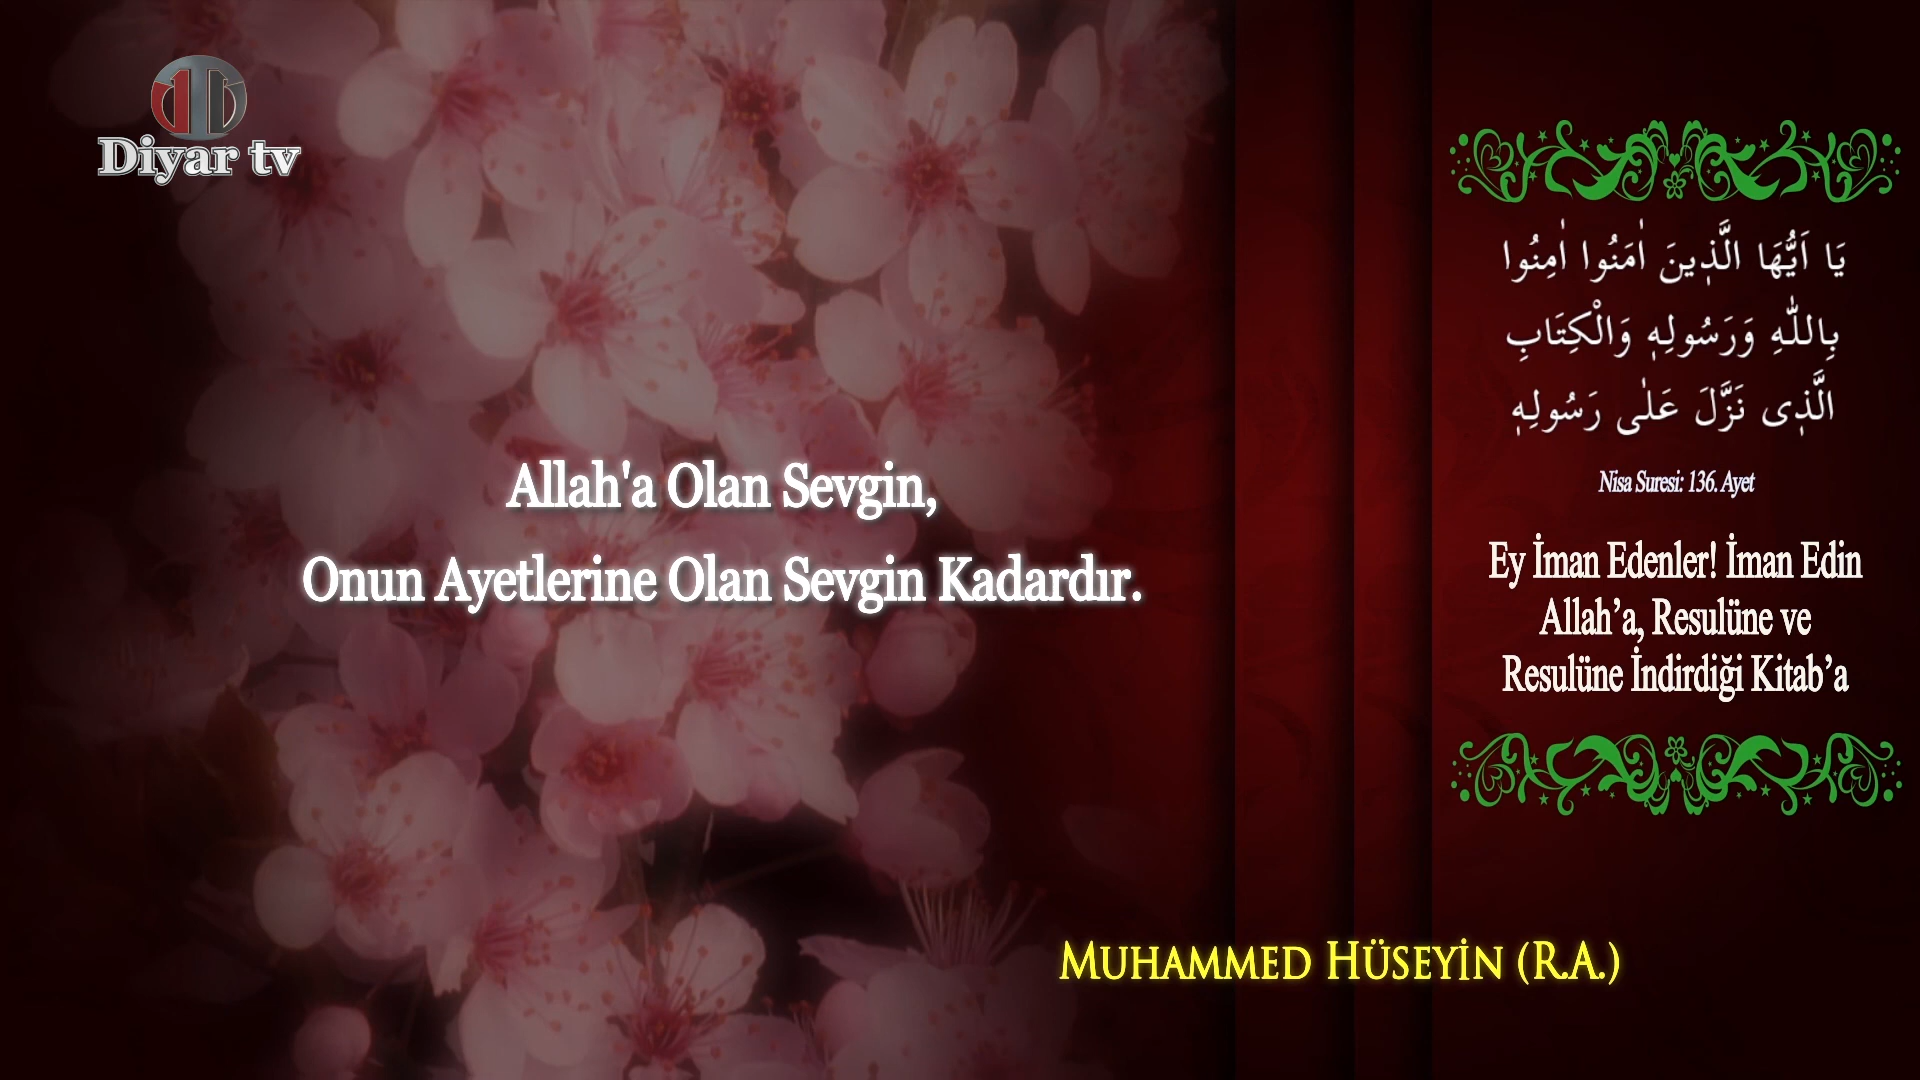 Diyar tv
Allah'a Olan Sevgin,
Onun Ayetlerine Olan Sevgin Kadardır.
MUHAMMED HÜSEYİN (R.A.)
يَا اَيُّهَا الَّذ۪ينَ اٰمَنُوا اٰمِنُوا
بِاللّٰهِ وَرَسُولِه۪ وَالْكِتَابِ
الَّذ۪ى نَزَّلَ عَلٰى رَسُولِه۪
Nisa Suresi: 136. Ayet
Ey İman Edenler! İman Edin
Allah’a, Resulüne ve
Resulüne İndirdiği Kitab’a